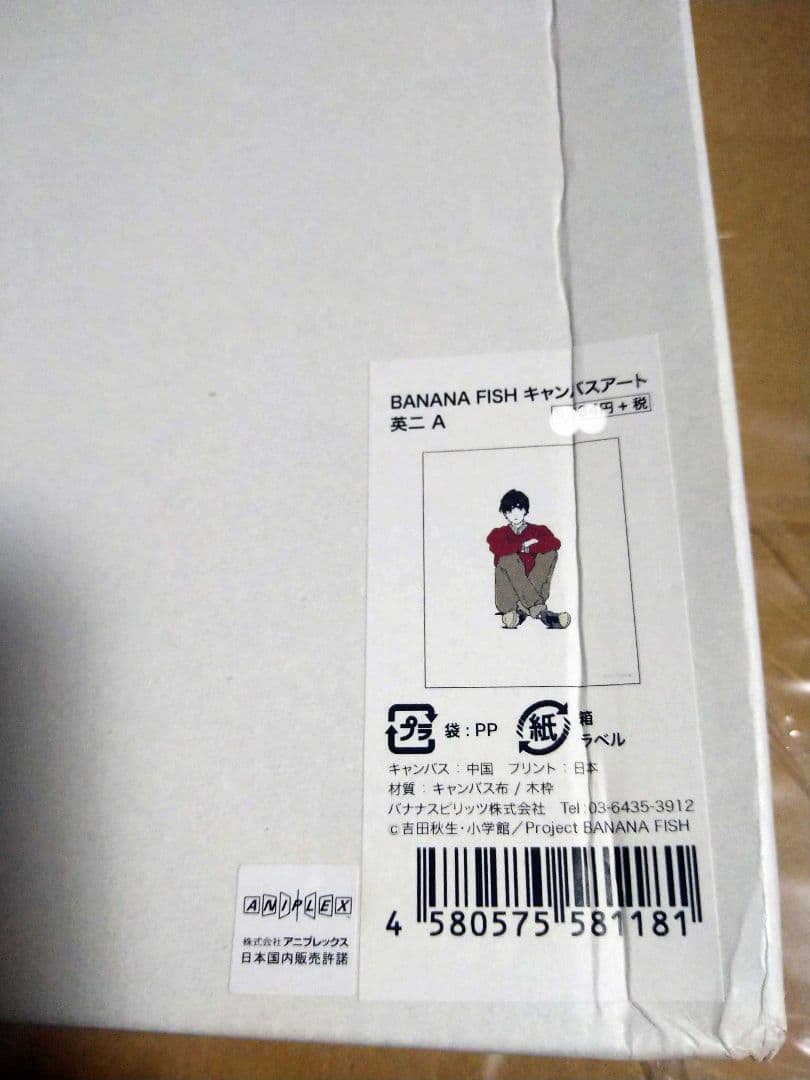 BANANA FISH キャンバスアート
円+税
英二 A
プラ 袋：PP 紙 箱
ラベル
キャンバス：中国 プリント：日本
材質：キャンバス布 / 木枠
バナナスピリッツ株式会社 Tel:03-6435-3912
©吉田秋生・小学館／Project BANANA FISH
4 580575 581181
ANIPLEX
株式会社アニプレックス
日本国内販売許諾